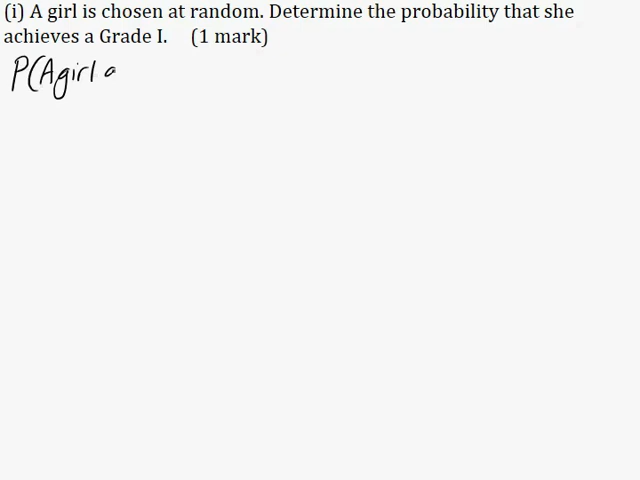 (i) A girl is chosen at random. Determine the probability that she
achieves a Grade I. (1 mark)
P(A girl a